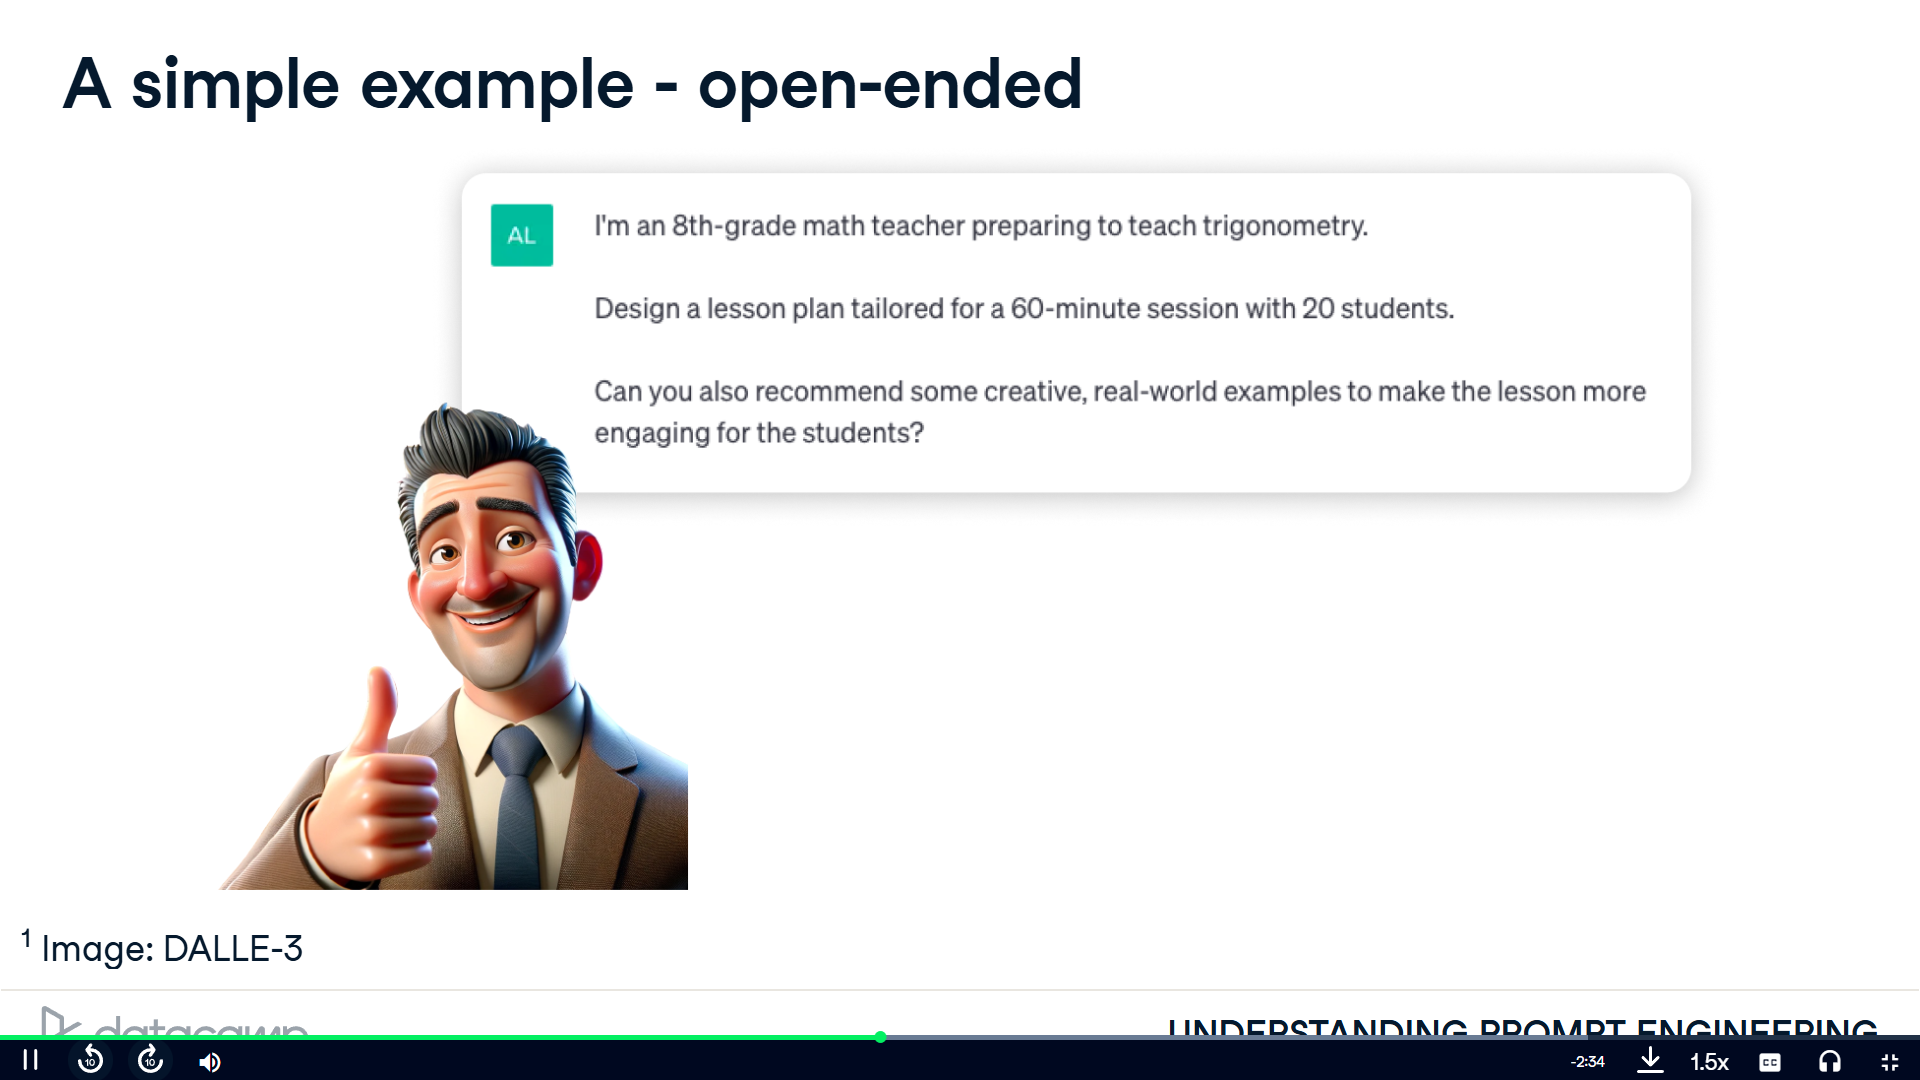 A simple example - open-ended
AL
I'm an 8th-grade math teacher preparing to teach trigonometry.
Design a lesson plan tailored for a 60-minute session with 20 students.
Can you also recommend some creative, real-world examples to make the lesson more
engaging for the students?
1 Image: DALLE-3
datacamp
UNDERSTANDING PROMPT ENGINEERING
10
10
-2:34
1.5x
CC